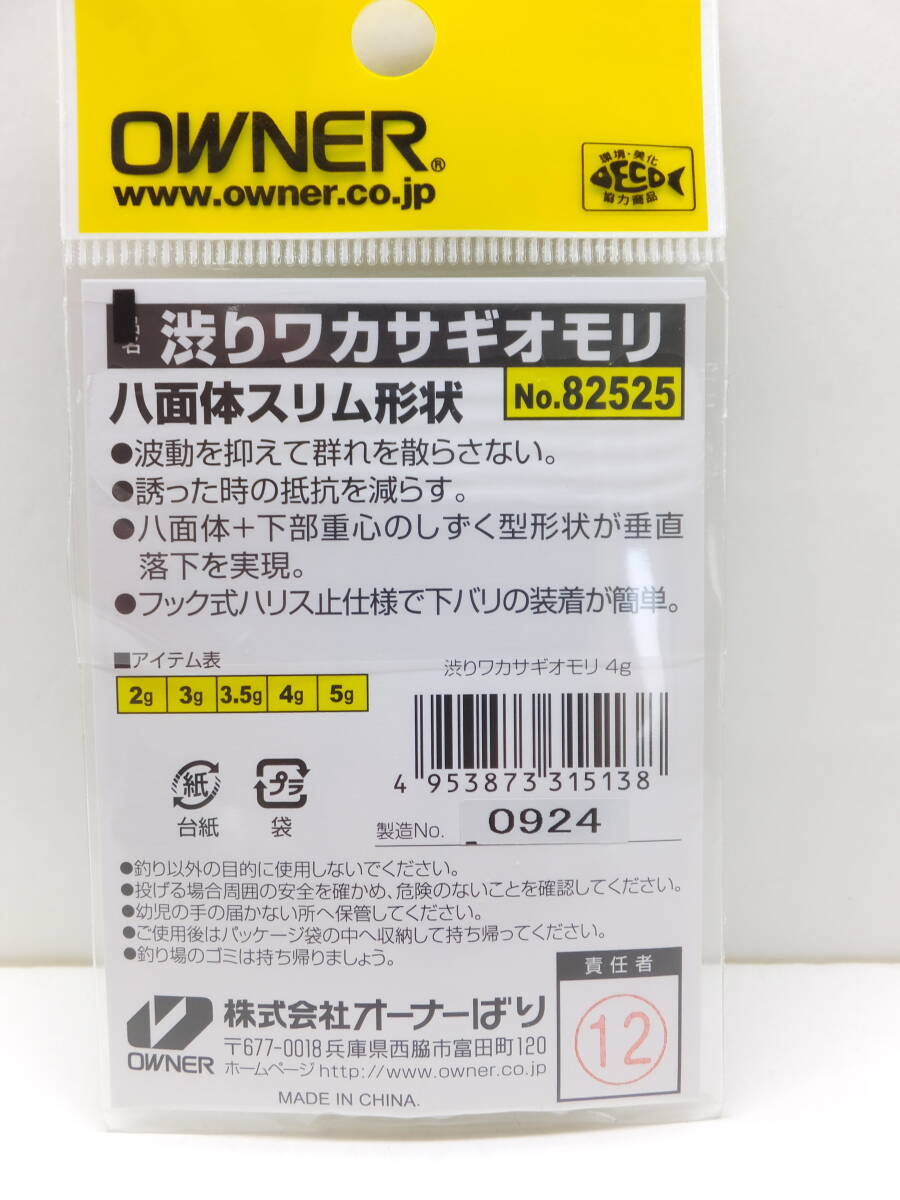 OWNER®
www.owner.co.jp
環境・美化
DECO
協力商品
渋りワカサギオモリ
八面体スリム形状
No.82525
●波動を抑えて群れを散らさない。
●誘った時の抵抗を減らす。
●八面体＋下部重心のしずく型形状が垂直
落下を実現。
●フック式ハリス止仕様で下バリの装着が簡単。
■アイテム表
2g 3g 3.5g 4g 5g
渋りワカサギオモリ 4g
4 953873 315138
紙
台紙
プラ
袋
製造No. 0924
●釣り以外の目的に使用しないでください。
●投げる場合周囲の安全を確かめ、危険のないことを確認してください。
●幼児の手の届かない所へ保管してください。
●ご使用後はパッケージ袋の中へ収納して持ち帰ってください。
●釣り場のゴミは持ち帰りましょう。
責任者
12
OWNER
株式会社オーナーばり
〒677-0018 兵庫県西脇市富田町120
ホームページ http://www.owner.co.jp
MADE IN CHINA.